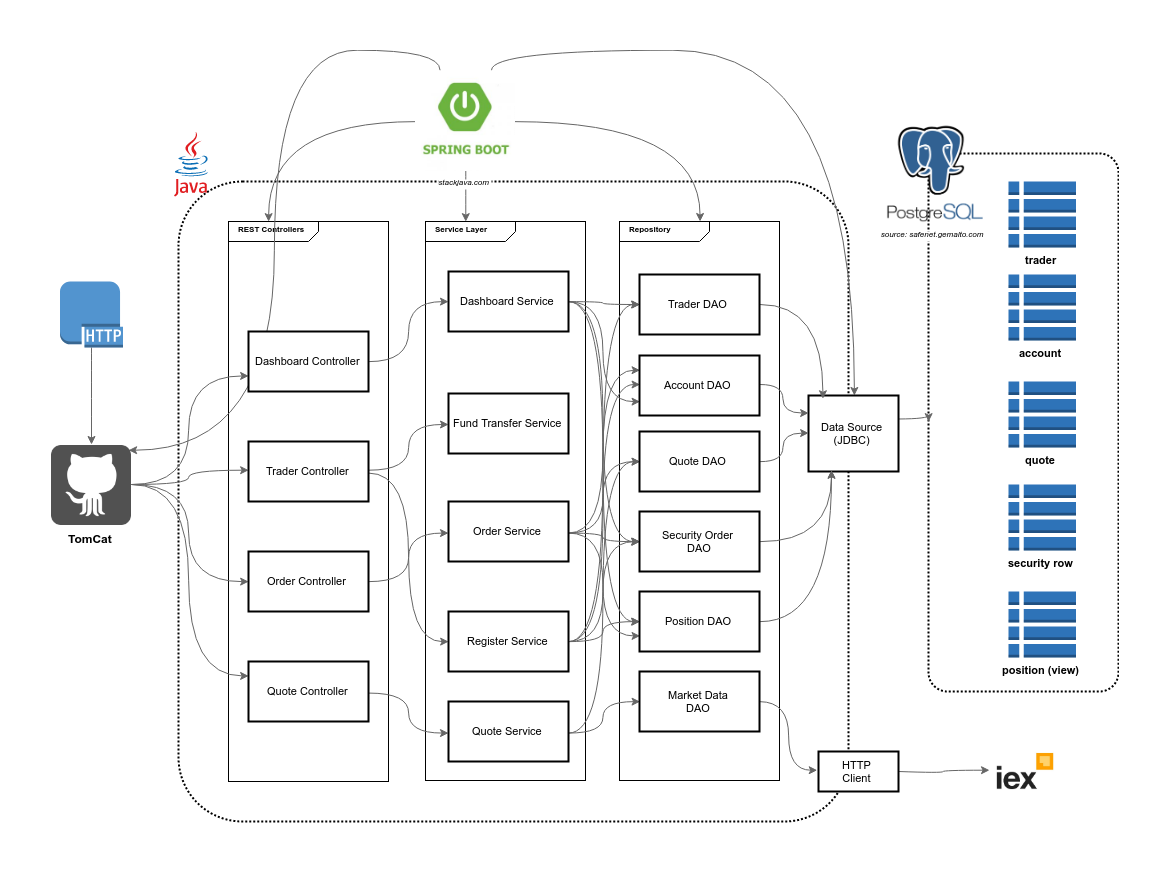 SPRING BOOT
stackjava.com
Java
PostgreSQL
source: safenet.gemalto.com
HTTP
TomCat
REST Controllers
Dashboard Controller
Trader Controller
Order Controller
Quote Controller
Service Layer
Dashboard Service
Fund Transfer Service
Order Service
Register Service
Quote Service
Repository
Trader DAO
Account DAO
Quote DAO
Security Order
DAO
Position DAO
Market Data
DAO
Data Source
(JDBC)
HTTP
Client
trader
account
quote
security row
position (view)
iex